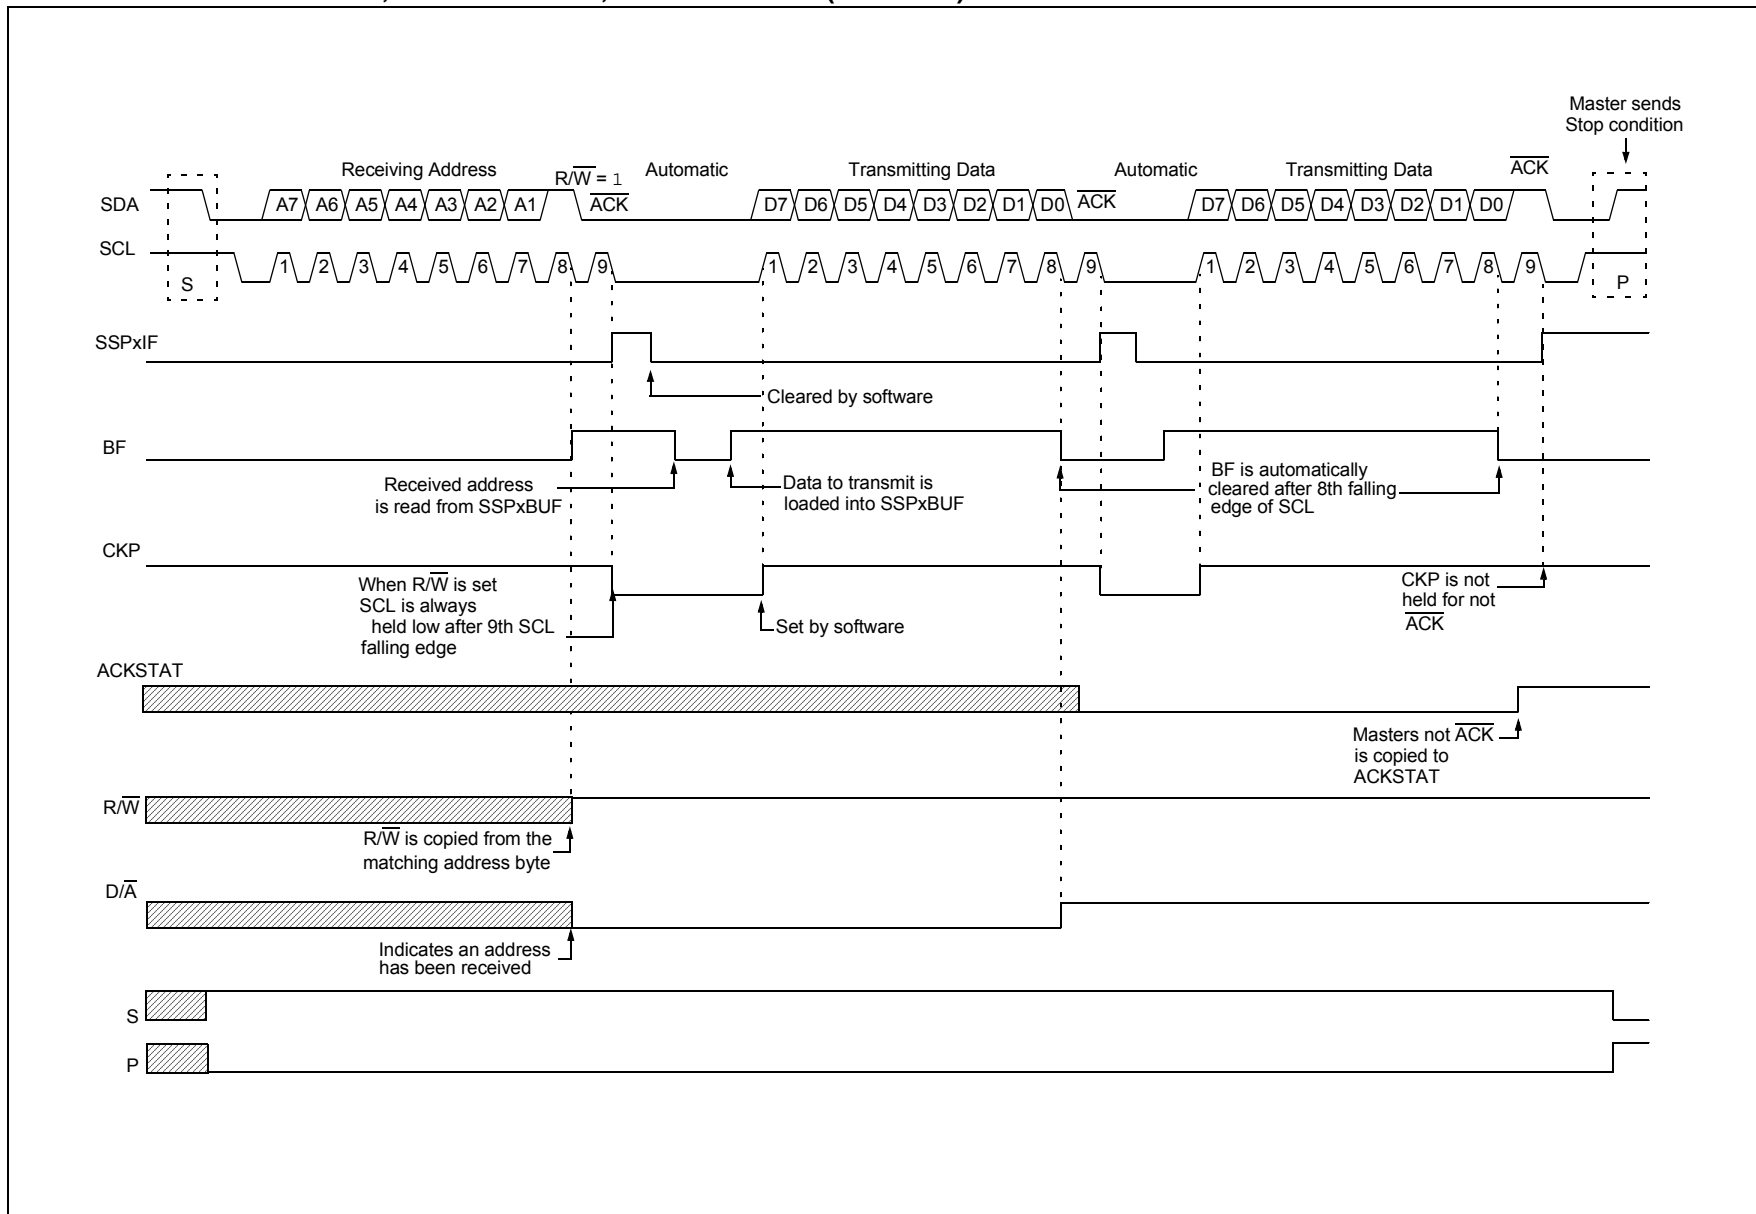 Master sends
Stop condition
Receiving Address
R/W̅ = 1
Automatic
Transmitting Data
Automatic
Transmitting Data
A̅C̅K̅
SDA
A7 A6 A5 A4 A3 A2 A1
A̅C̅K̅
D7 D6 D5 D4 D3 D2 D1 D0
A̅C̅K̅
D7 D6 D5 D4 D3 D2 D1 D0
SCL
S
1 2 3 4 5 6 7 8 9
1 2 3 4 5 6 7 8 9
1 2 3 4 5 6 7 8 9
P
SSPxIF
Cleared by software
BF
Received address
is read from SSPxBUF
Data to transmit is
loaded into SSPxBUF
BF is automatically
cleared after 8th falling
edge of SCL
CKP
When R/W̅ is set
SCL is always
held low after 9th SCL
falling edge
Set by software
CKP is not
held for not
A̅C̅K̅
ACKSTAT
Masters not A̅C̅K̅
is copied to
ACKSTAT
R/W̅
R/W̅ is copied from the
matching address byte
D/A̅
Indicates an address
has been received
S
P